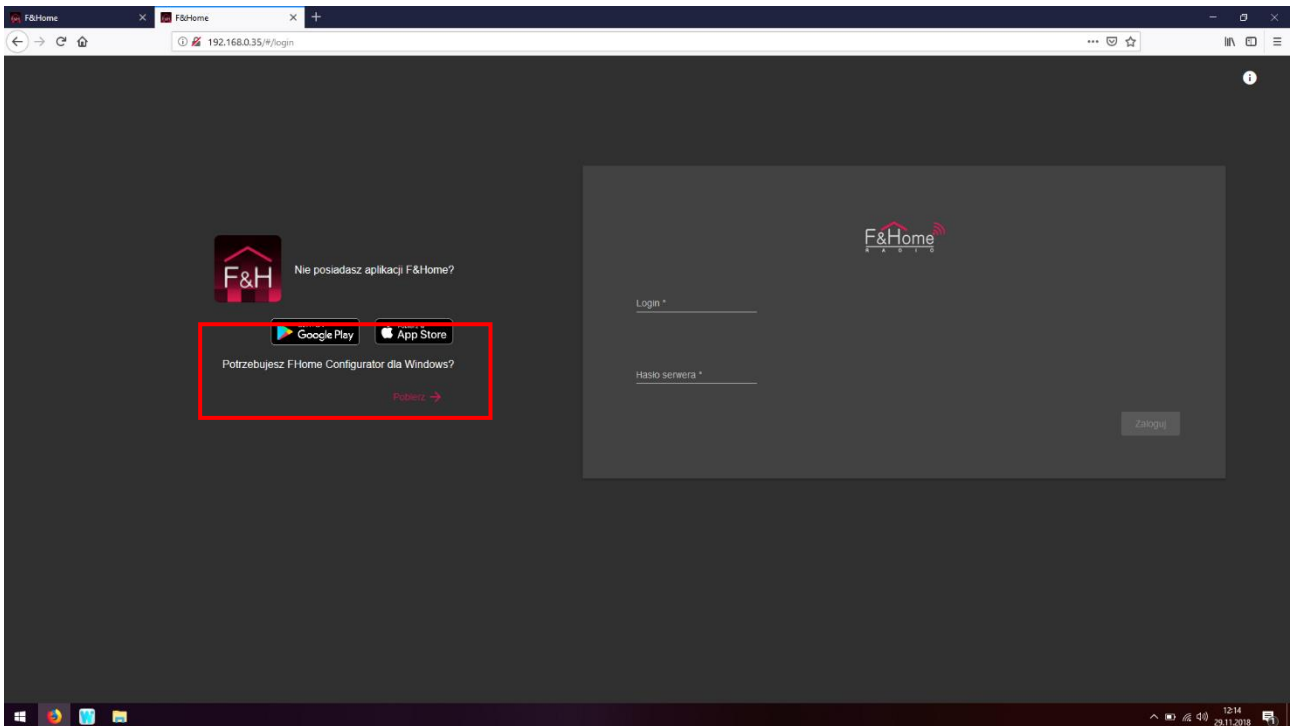 F&Home
F&Home
192.168.0.35/#/login
F&H
Nie posiadasz aplikacji F&Home?
Google Play
App Store
Potrzebujesz FHome Configurator dla Windows?
Pobierz
F&Home
RADIO
Login *
Hasło serwera *
Zaloguj
12:14
29.11.2018